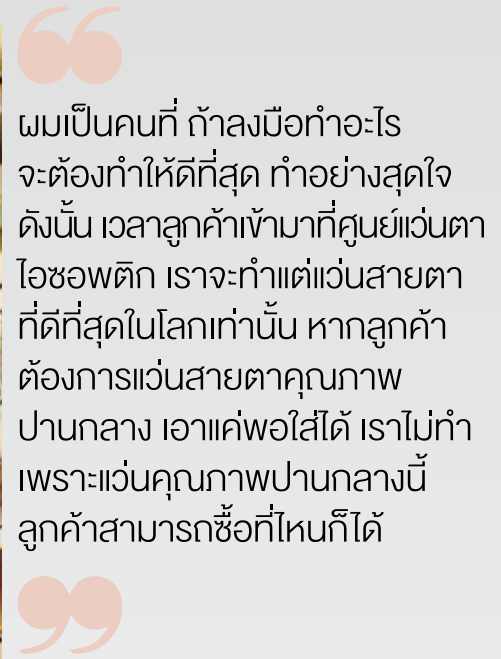 ผมเป็นคนที่ ถ้าลงมือทำอะไร
จะต้องทำให้ดีที่สุด ทำอย่างสุดใจ
ดังนั้น เวลาลูกค้าเข้ามาที่ศูนย์แว่นตา
ไอซอพติก เราจะทำแต่แว่นสายตา
ที่ดีที่สุดในโลกเท่านั้น หากลูกค้า
ต้องการแว่นสายตาคุณภาพ
ปานกลาง เอาแค่พอใส่ได้ เราไม่ทำ
เพราะแว่นคุณภาพปานกลางนี้
ลูกค้าสามารถซื้อที่ไหนก็ได้